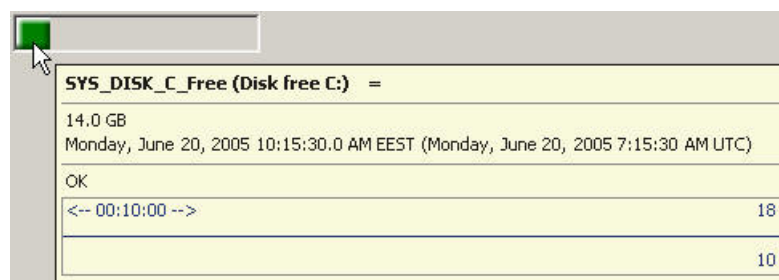 SYS_DISK_C_Free (Disk free C:) =
14.0 GB
Monday, June 20, 2005 10:15:30.0 AM EEST (Monday, June 20, 2005 7:15:30 AM UTC)
OK
<-- 00:10:00 --> 18
10